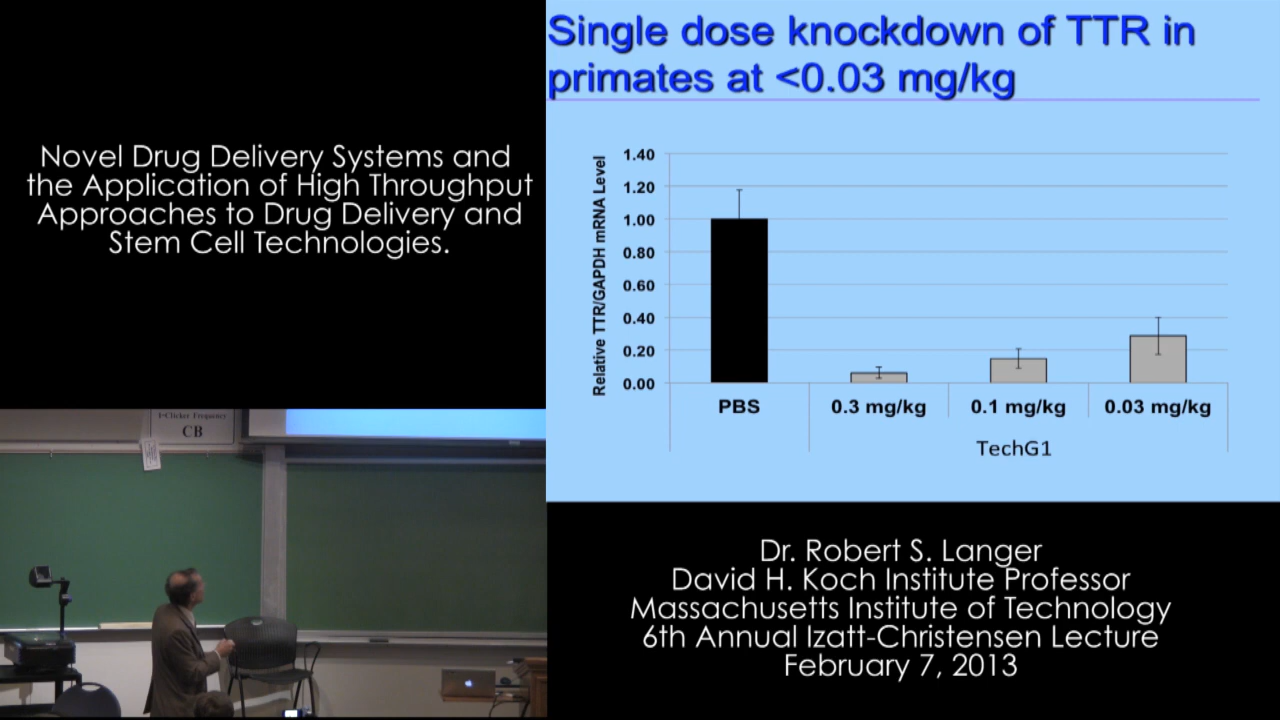 Novel Drug Delivery Systems and
the Application of High Throughput
Approaches to Drug Delivery and
Stem Cell Technologies.
Single dose knockdown of TTR in
primates at <0.03 mg/kg
Relative TTR/GAPDH mRNA Level
1.40
1.20
1.00
0.80
0.60
0.40
0.20
0.00
PBS
0.3 mg/kg
0.1 mg/kg
0.03 mg/kg
TechG1
i-Clicker Frequency
CB
Dr. Robert S. Langer
David H. Koch Institute Professor
Massachusetts Institute of Technology
6th Annual Izatt-Christensen Lecture
February 7, 2013